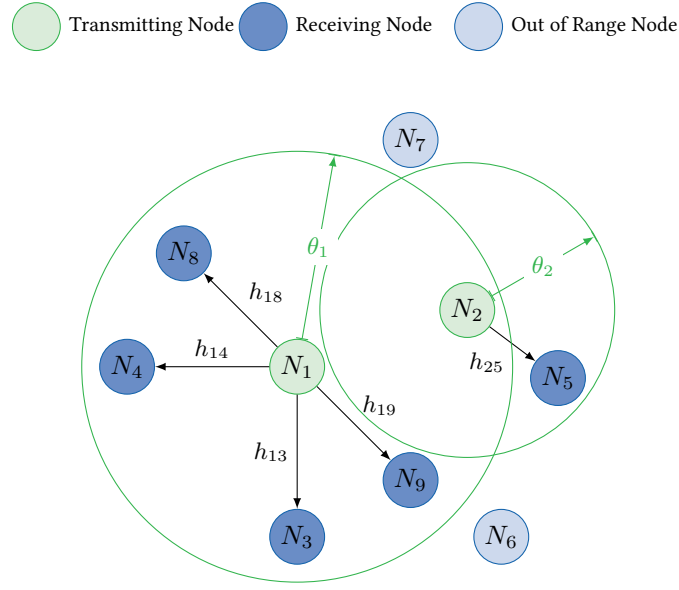 Transmitting Node Receiving Node Out of Range Node
N₇
θ₁
N₈
θ₂
h₁₈
N₂
h₁₄
N₄ N₁ h₂₅ N₅
h₁₹
h₁₃
N₉
N₃ N₆